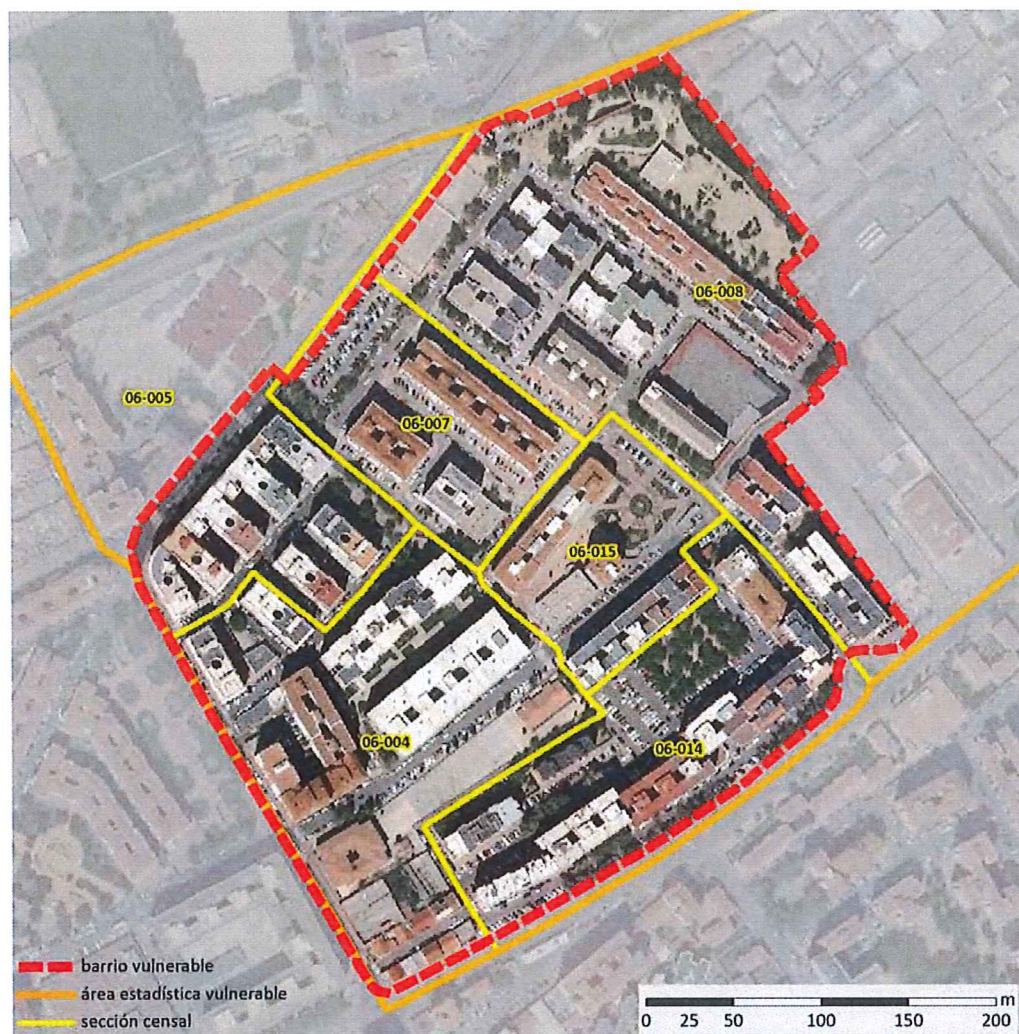 06-008
06-005
06-007
06-015
06-004
06-014
barrio vulnerable
área estadística vulnerable
sección censal
m
0 25 50 100 150 200